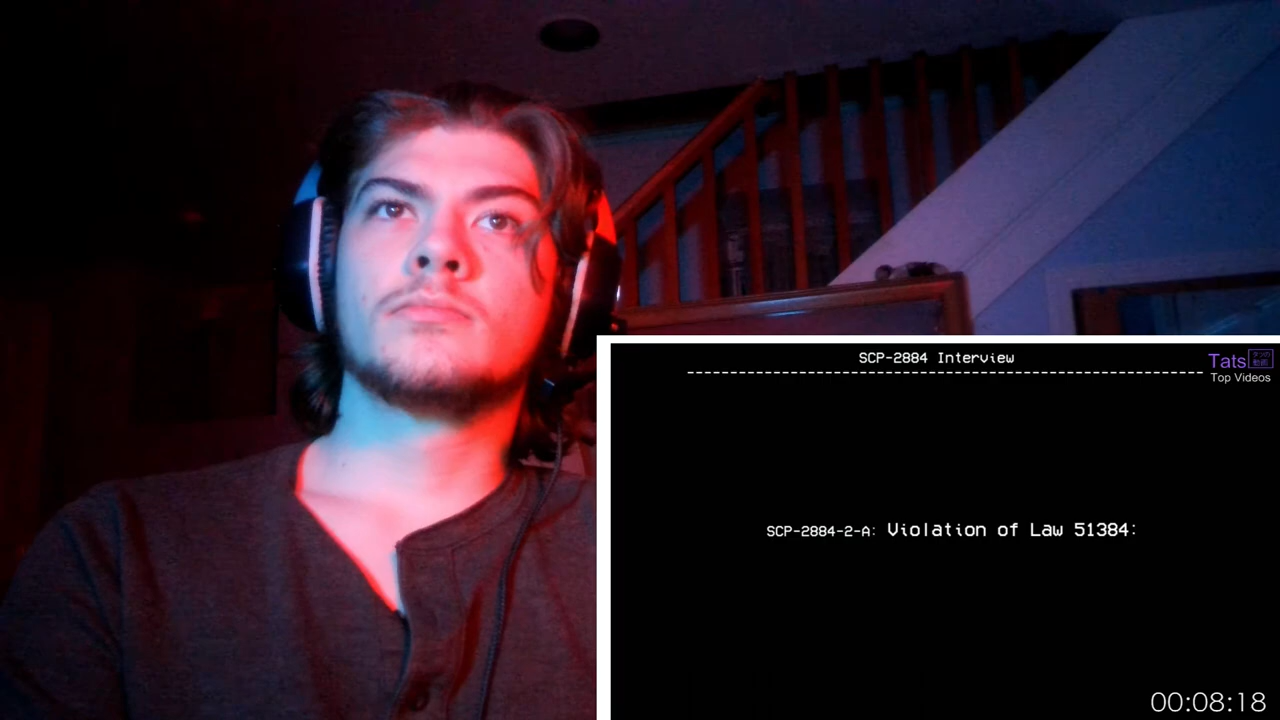 SCP-2884 Interview
Tats
Top Videos
SCP-2884-2-A: Violation of Law 51384:
00:08:18